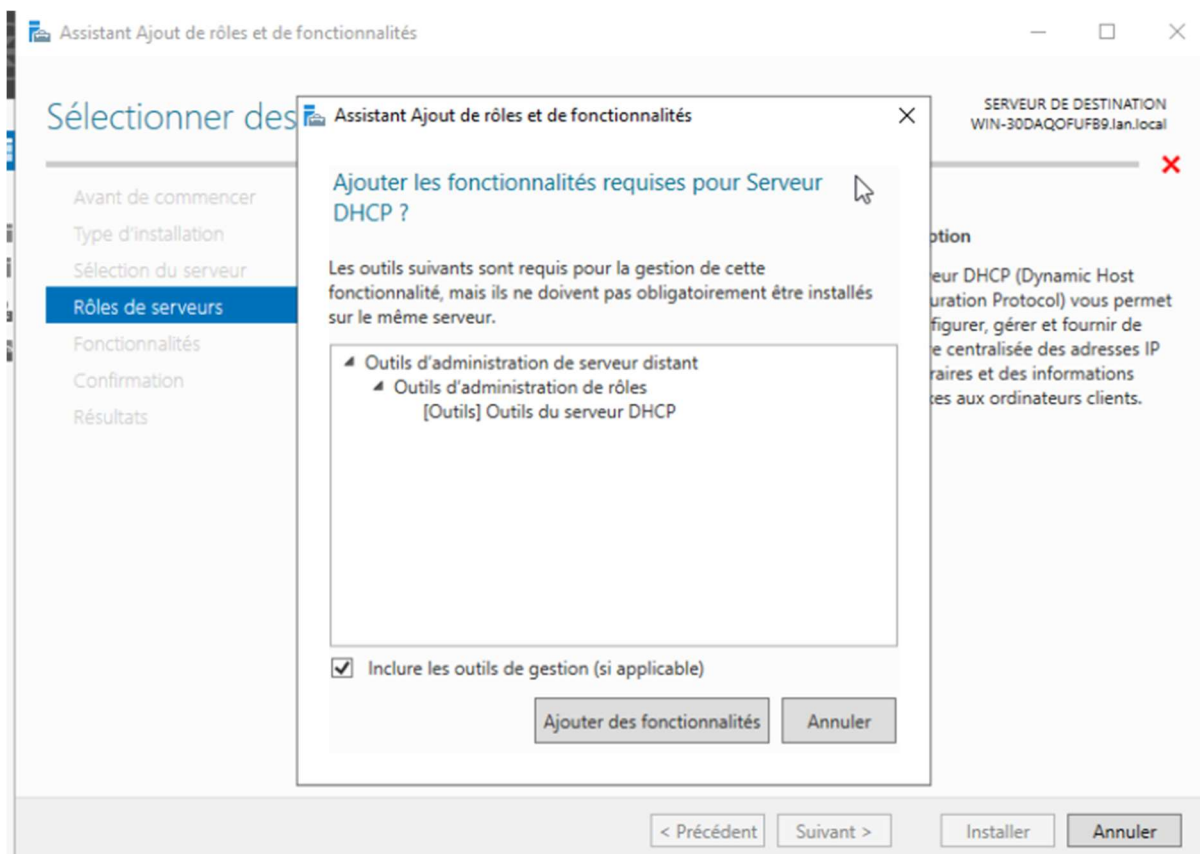 Assistant Ajout de rôles et de fonctionnalités
Sélectionner des
SERVEUR DE DESTINATION
WIN-30DAQOFUFB9.lan.local
Avant de commencer
Type d'installation
Sélection du serveur
Rôles de serveurs
Fonctionnalités
Confirmation
Résultats
Assistant Ajout de rôles et de fonctionnalités
Ajouter les fonctionnalités requises pour Serveur
DHCP ?
Les outils suivants sont requis pour la gestion de cette
fonctionnalité, mais ils ne doivent pas obligatoirement être installés
sur le même serveur.
Outils d'administration de serveur distant
Outils d'administration de rôles
[Outils] Outils du serveur DHCP
Inclure les outils de gestion (si applicable)
Ajouter des fonctionnalités
Annuler
ption
eur DHCP (Dynamic Host
uration Protocol) vous permet
figurer, gérer et fournir de
e centralisée des adresses IP
raires et des informations
es aux ordinateurs clients.
< Précédent
Suivant >
Installer
Annuler